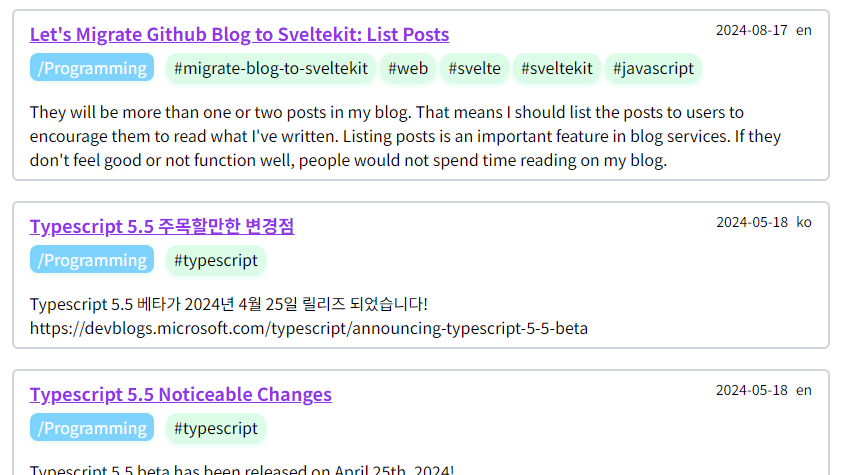 Let's Migrate Github Blog to Sveltekit: List Posts 2024-08-17 en
/Programming #migrate-blog-to-sveltekit #web #svelte #sveltekit #javascript
They will be more than one or two posts in my blog. That means I should list the posts to users to
encourage them to read what I've written. Listing posts is an important feature in blog services. If they
don't feel good or not function well, people would not spend time reading on my blog.
Typescript 5.5 주목할만한 변경점 2024-05-18 ko
/Programming #typescript
Typescript 5.5 베타가 2024년 4월 25일 릴리즈 되었습니다!
https://devblogs.microsoft.com/typescript/announcing-typescript-5-5-beta
Typescript 5.5 Noticeable Changes 2024-05-18 en
/Programming #typescript
Typescript 5.5 beta has been released on April 25th, 2024!